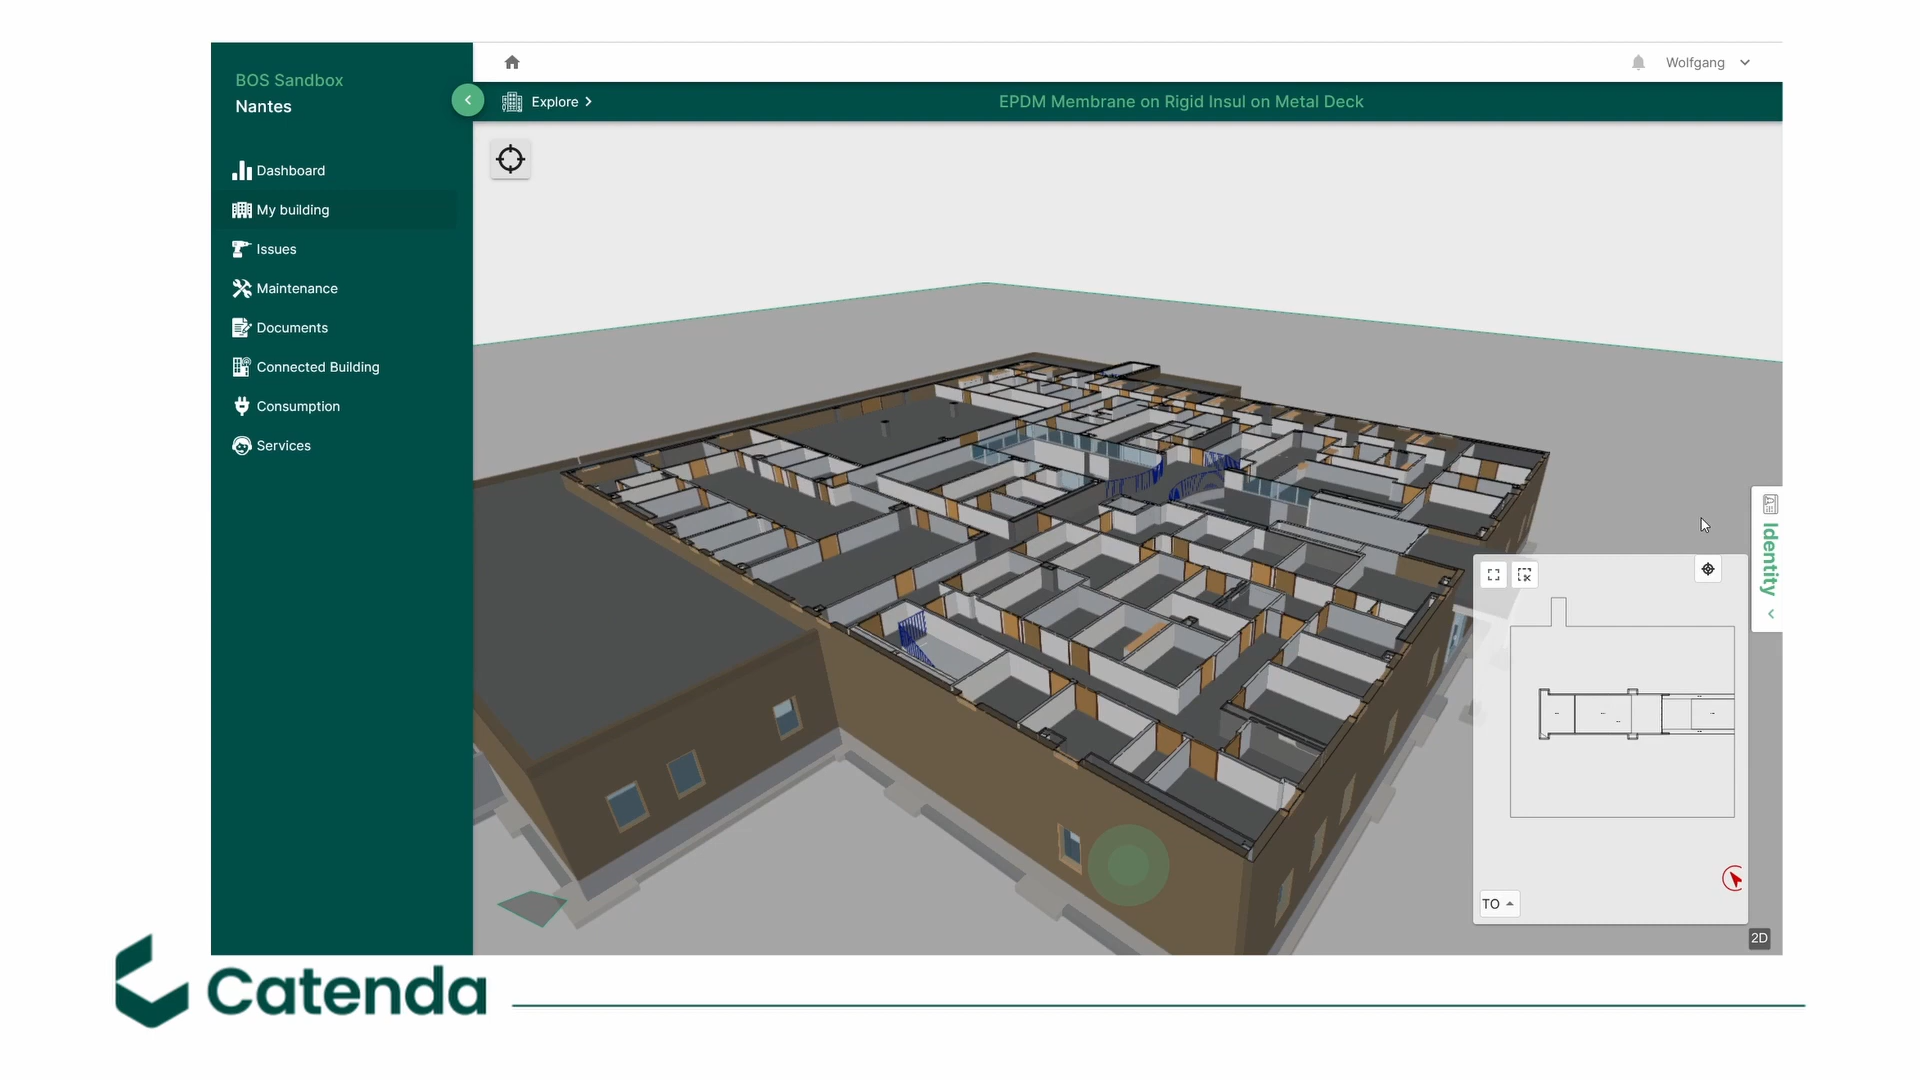 BOS Sandbox
Nantes
Wolfgang
Explore
EPDM Membrane on Rigid Insul on Metal Deck
Dashboard
My building
Issues
Maintenance
Documents
Connected Building
Consumption
Services
Identity
TO
2D
Catenda